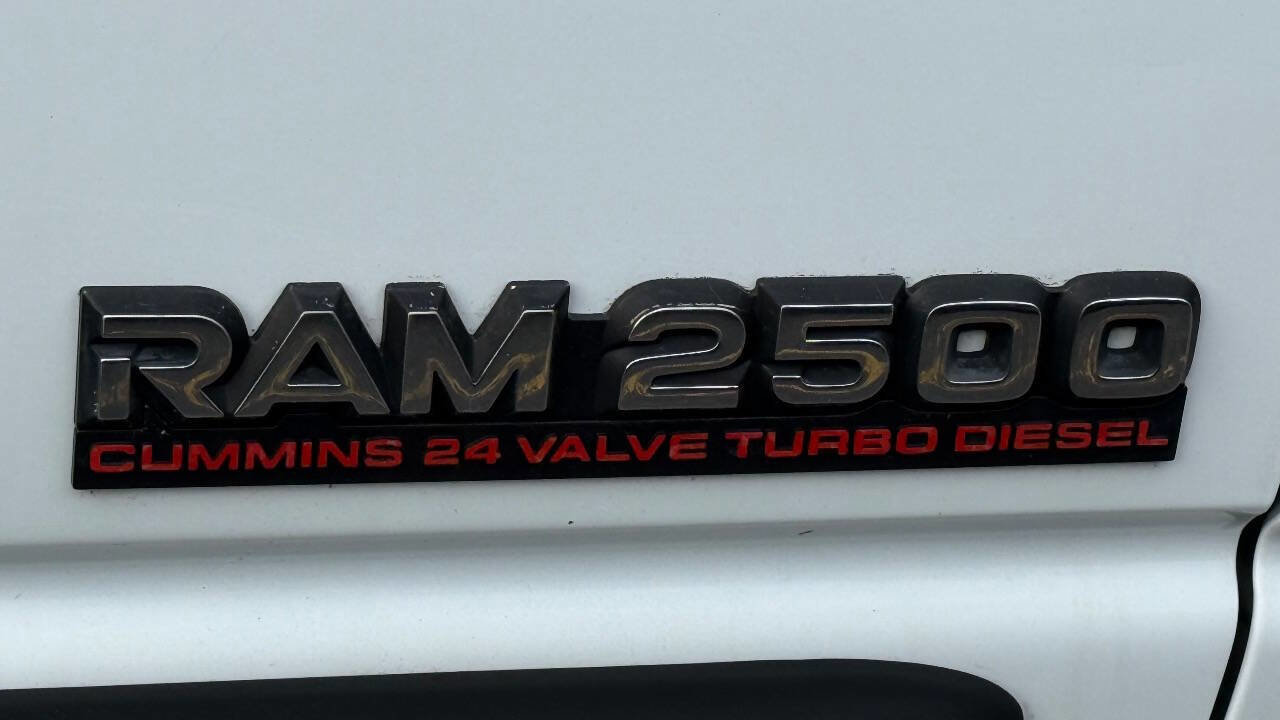 RAM 2500
CUMMINS 24 VALVE TURBO DIESEL